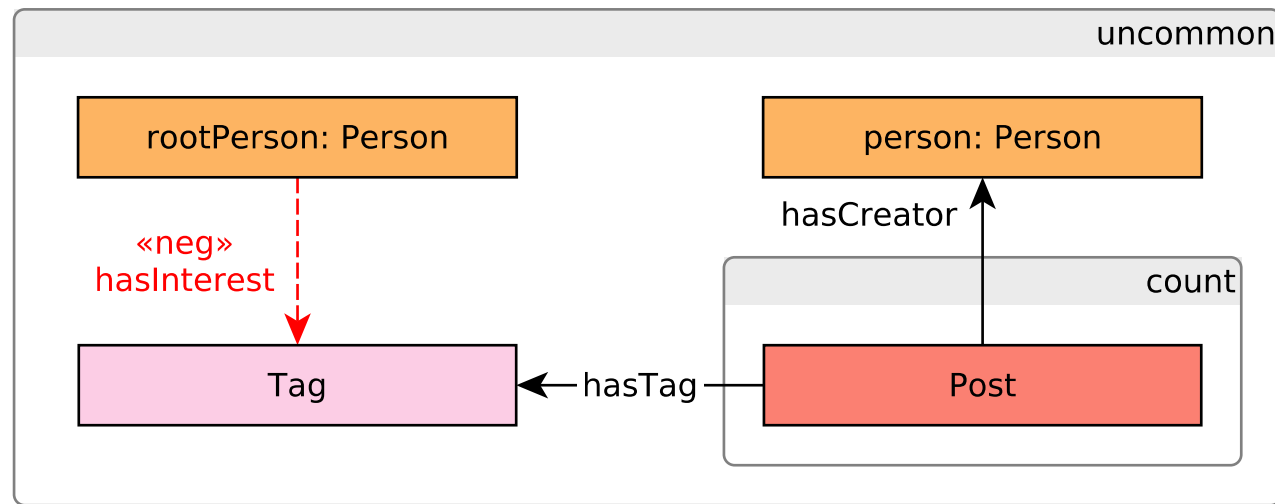 uncommon
rootPerson: Person
person: Person
hasCreator
«neg»
hasInterest
count
Tag
hasTag
Post